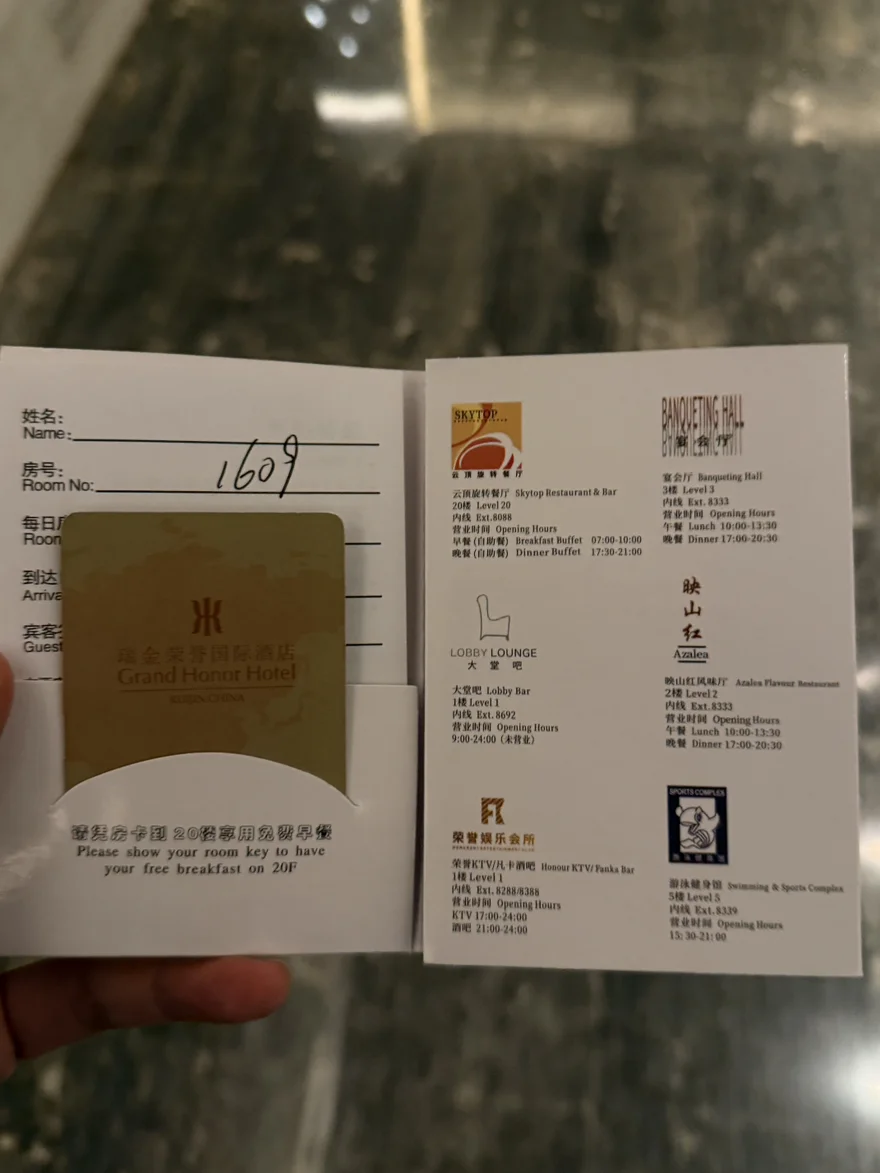 姓名:
Name:
房号:
Room No: 1609
每日房
Room
到达
Arriva
宾客
Guest
瑞金荣誉国际酒店
Grand Honor Hotel
RUIJIN CHINA
请凭房卡到 20楼享用免费早餐
Please show your room key to have
your free breakfast on 20F
SKYTOP
云顶旋转餐厅
云顶旋转餐厅 Skytop Restaurant & Bar
20楼 Level 20
内线 Ext.8088
营业时间 Opening Hours
早餐 (自助餐) Breakfast Buffet 07:00-10:00
晚餐 (自助餐) Dinner Buffet 17:30-21:00
LOBBY LOUNGE
大堂吧
大堂吧 Lobby Bar
1楼 Level 1
内线 Ext.8692
营业时间 Opening Hours
9:00-24:00 (未营业)
荣誉娱乐会所
荣誉KTV/凡卡酒吧 Honour KTV/ Fanka Bar
1楼 Level 1
内线 Ext. 8288/8388
营业时间 Opening Hours
KTV 17:00-24:00
酒吧 21:00-24:00
BANQUETING HALL
宴会厅
宴会厅 Banqueting Hall
3楼 Level 3
内线 Ext. 8333
营业时间 Opening Hours
午餐 Lunch 10:00-13:30
晚餐 Dinner 17:00-20:30
映
山
红
Azalea
映山红风味厅 Azalea Flavour Restaurant
2楼 Level 2
内线 Ext.8333
营业时间 Opening Hours
午餐 Lunch 10:00-13:30
晚餐 Dinner 17:00-20:30
SPORTS COMPLEX
游泳健身馆
游泳健身馆 Swimming & Sports Complex
5楼 Level 5
内线 Ext. 8339
营业时间 Opening Hours
15:30-21:00